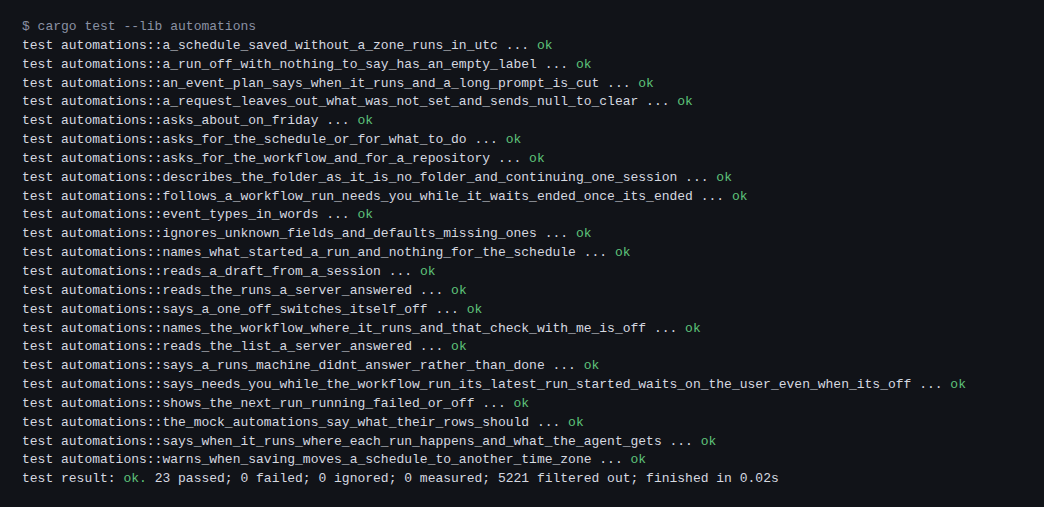 $ cargo test --lib automations
test automations::a_schedule_saved_without_a_zone_runs_in_utc ... ok
test automations::a_run_off_with_nothing_to_say_has_an_empty_label ... ok
test automations::an_event_plan_says_when_it_runs_and_a_long_prompt_is_cut ... ok
test automations::a_request_leaves_out_what_was_not_set_and_sends_null_to_clear ... ok
test automations::asks_about_on_friday ... ok
test automations::asks_for_the_schedule_or_for_what_to_do ... ok
test automations::asks_for_the_workflow_and_for_a_repository ... ok
test automations::describes_the_folder_as_it_is_no_folder_and_continuing_one_session ... ok
test automations::follows_a_workflow_run_needs_you_while_it_waits_ended_once_its_ended ... ok
test automations::event_types_in_words ... ok
test automations::ignores_unknown_fields_and_defaults_missing_ones ... ok
test automations::names_what_started_a_run_and_nothing_for_the_schedule ... ok
test automations::reads_a_draft_from_a_session ... ok
test automations::reads_the_runs_a_server_answered ... ok
test automations::says_a_one_off_switches_itself_off ... ok
test automations::names_the_workflow_where_it_runs_and_that_check_with_me_is_off ... ok
test automations::reads_the_list_a_server_answered ... ok
test automations::says_a_runs_machine_didnt_answer_rather_than_done ... ok
test automations::says_needs_you_while_the_workflow_run_its_latest_run_started_waits_on_the_user_even_when_its_off ... ok
test automations::shows_the_next_run_running_failed_or_off ... ok
test automations::the_mock_automations_say_what_their_rows_should ... ok
test automations::says_when_it_runs_where_each_run_happens_and_what_the_agent_gets ... ok
test automations::warns_when_saving_moves_a_schedule_to_another_time_zone ... ok
test result: ok. 23 passed; 0 failed; 0 ignored; 0 measured; 5221 filtered out; finished in 0.02s